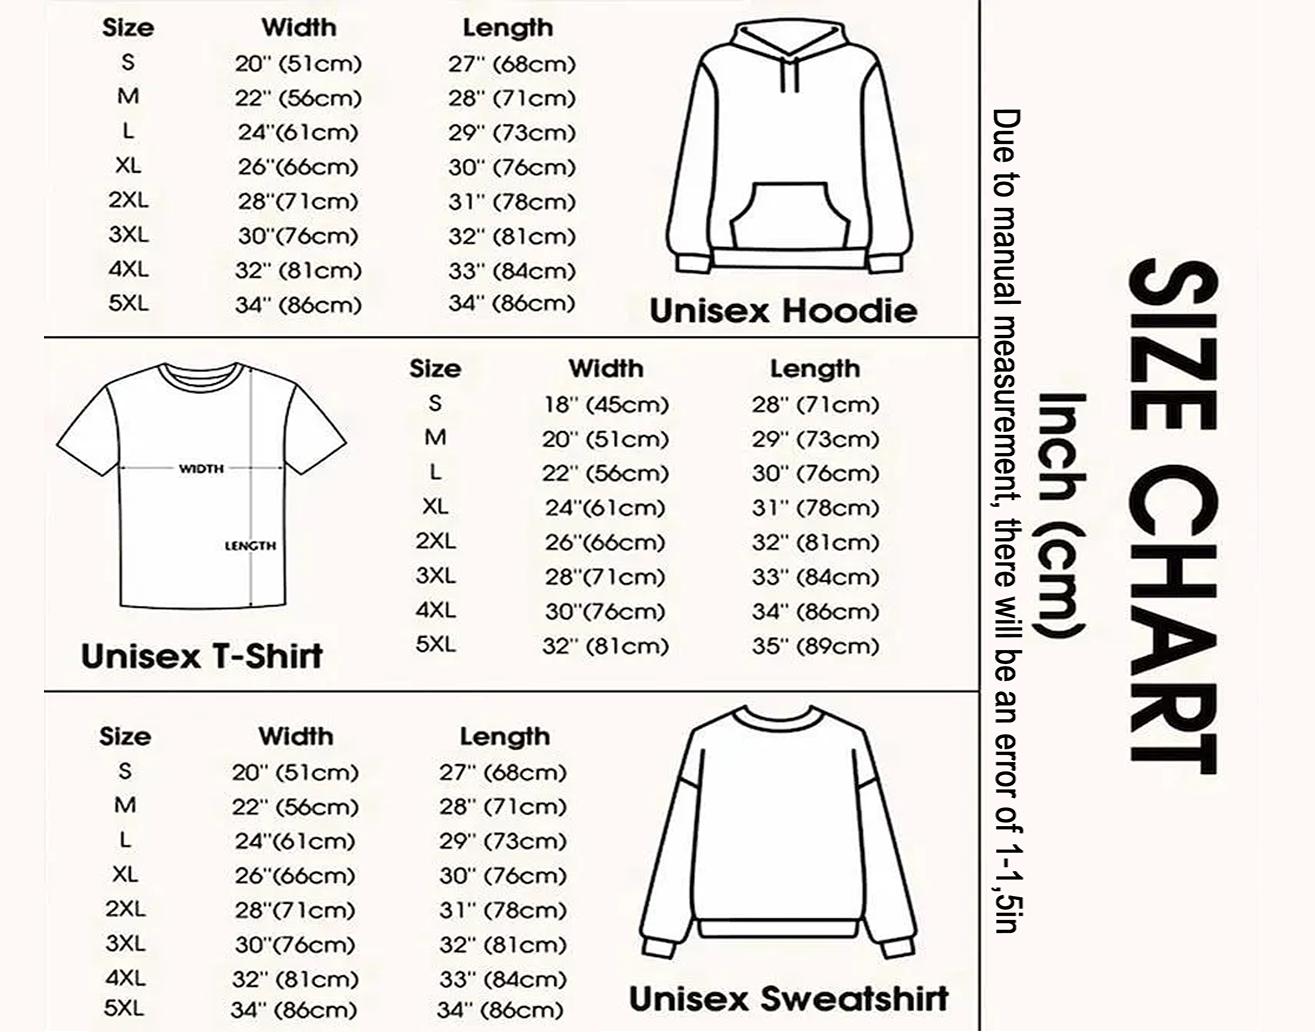 Size Width Length
S 20" (51cm) 27" (68cm)
M 22" (56cm) 28" (71cm)
L 24"(61cm) 29" (73cm)
XL 26"(66cm) 30" (76cm)
2XL 28"(71cm) 31" (78cm)
3XL 30"(76cm) 32" (81cm)
4XL 32" (81cm) 33" (84cm)
5XL 34" (86cm) 34" (86cm)
Unisex Hoodie
WIDTH
LENGTH
Unisex T-Shirt
Size Width Length
S 18" (45cm) 28" (71cm)
M 20" (51cm) 29" (73cm)
L 22" (56cm) 30" (76cm)
XL 24"(61cm) 31" (78cm)
2XL 26"(66cm) 32" (81cm)
3XL 28"(71cm) 33" (84cm)
4XL 30"(76cm) 34" (86cm)
5XL 32" (81cm) 35" (89cm)
Size Width Length
S 20" (51cm) 27" (68cm)
M 22" (56cm) 28" (71cm)
L 24"(61cm) 29" (73cm)
XL 26"(66cm) 30" (76cm)
2XL 28"(71cm) 31" (78cm)
3XL 30"(76cm) 32" (81cm)
4XL 32" (81cm) 33" (84cm)
5XL 34" (86cm) 34" (86cm)
Unisex Sweatshirt
SIZE CHART
Inch (cm)
Due to manual measurement, there will be an error of 1-1,5in